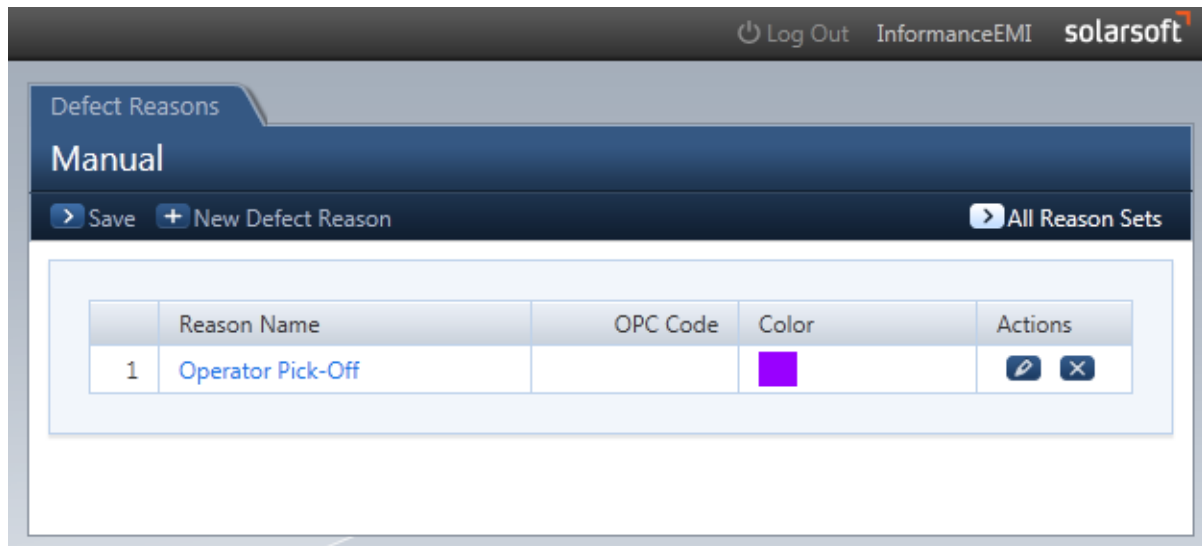 Log Out InformanceEMI solarsoft
Defect Reasons
Manual
Save New Defect Reason All Reason Sets
Reason Name OPC Code Color Actions
1 Operator Pick-Off